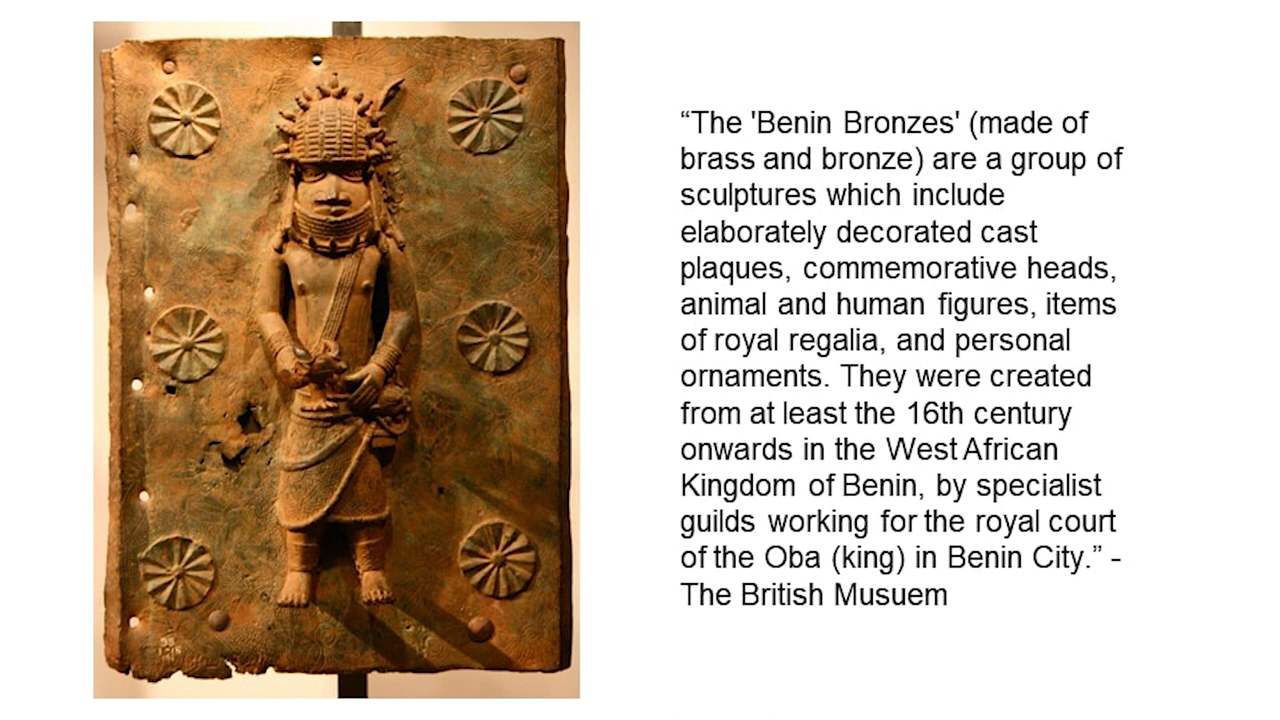 “The 'Benin Bronzes' (made of
brass and bronze) are a group of
sculptures which include
elaborately decorated cast
plaques, commemorative heads,
animal and human figures, items
of royal regalia, and personal
ornaments. They were created
from at least the 16th century
onwards in the West African
Kingdom of Benin, by specialist
guilds working for the royal court
of the Oba (king) in Benin City.” -
The British Musuem